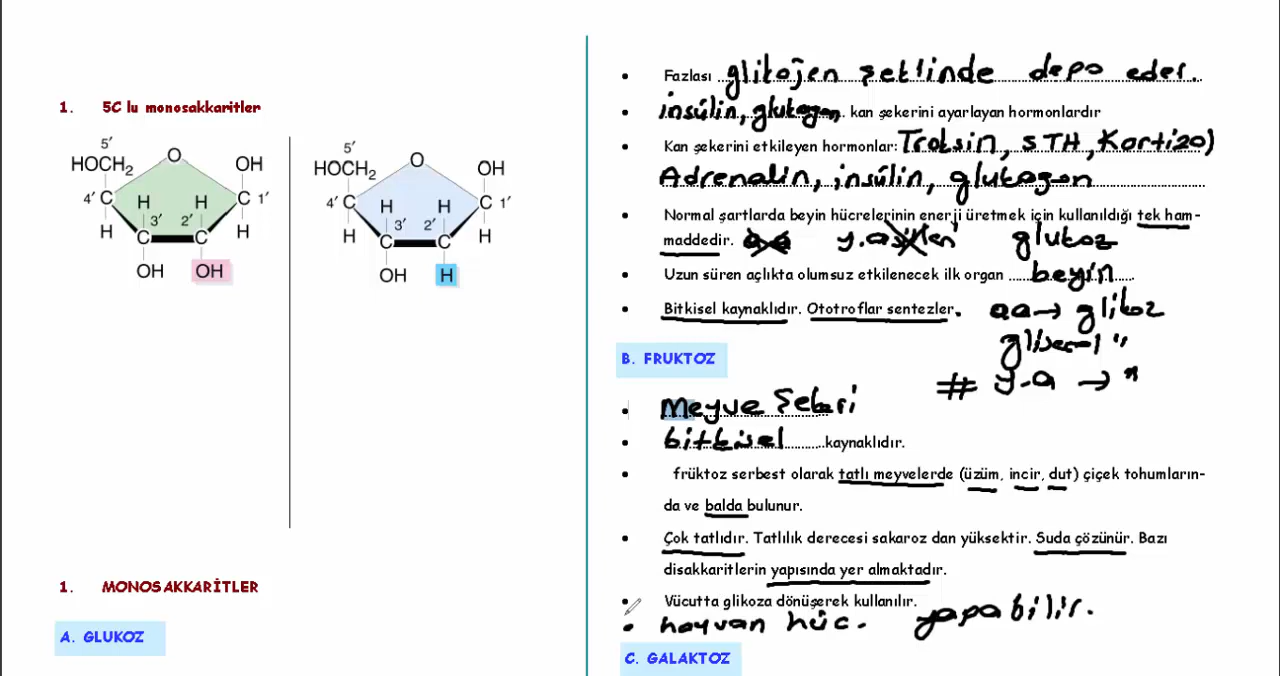 1. 5C lu monosakkaritler
5′
HOCH2 O OH
4′ C H H C 1′
H 3′ 2′ H
C C
OH OH
5′
HOCH2 O OH
4′ C H H C 1′
H 3′ 2′ H
C C
OH H
1. MONOSAKKARİTLER
A. GLUKOZ
• Fazlası glikojen şeklinde depo eder.
• insülin, glukagon. kan şekerini ayarlayan hormonlardır
• Kan şekerini etkileyen hormonlar: Troksin, STH, Kortizo)
Adrenalin, insülin, glukagon
• Normal şartlarda beyin hücrelerinin enerji üretmek için kullanıldığı tek ham-
maddedir. y.asitleri glukoz
• Uzun süren açlıkta olumsuz etkilenecek ilk organ beyin
• Bitkisel kaynaklıdır. Ototroflar sentezler. aa→ glikoz
gliserol "
# y.a → "
B. FRUKTOZ
• Meyve Şekeri
• bitkisel kaynaklıdır.
• früktoz serbest olarak tatlı meyvelerde (üzüm, incir, dut) çiçek tohumların-
da ve balda bulunur.
• Çok tatlıdır. Tatlılık derecesi sakaroz dan yüksektir. Suda çözünür. Bazı
disakkaritlerin yapısında yer almaktadır.
• Vücutta glikoza dönüşerek kullanılır.
• hayvan hüc. yapabilir.
C. GALAKTOZ